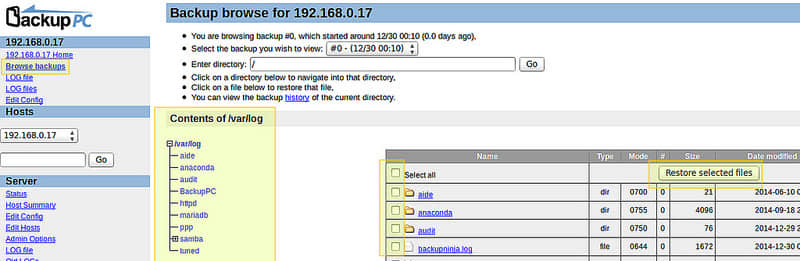 BackupPC
192.168.0.17
192.168.0.17 Home
Browse backups
LOG file
LOG files
Edit Config
Hosts
192.168.0.17
Go
Server
Status
Host Summary
Edit Config
Edit Hosts
Admin Options
LOG file
Old LOGs
Backup browse for 192.168.0.17
You are browsing backup #0, which started around 12/30 00:10 (0.0 days ago),
Select the backup you wish to view: #0 - (12/30 00:10)
Enter directory: / Go
Click on a directory below to navigate into that directory,
Click on a file below to restore that file,
You can view the backup history of the current directory.
Contents of /var/log
/var/log
aide
anaconda
audit
BackupPC
httpd
mariadb
ppp
samba
tuned
Name Type Mode # Size Date modified
Select all Restore selected files
aide dir 0700 0 21 2014-06-10 0
anaconda dir 0755 0 4096 2014-09-18 2
audit dir 0750 0 76 2014-12-29 2
backupninja.log file 0644 0 1672 2014-12-30 0